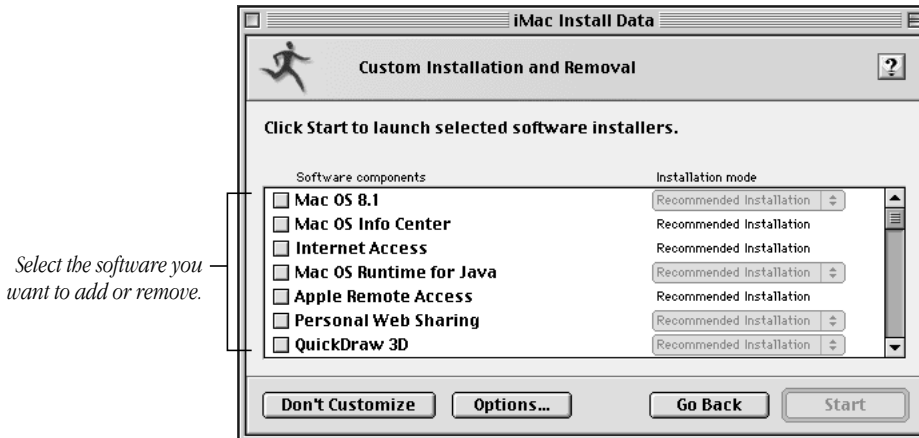 iMac Install Data
Custom Installation and Removal
?
Click Start to launch selected software installers.
Software components Installation mode
Mac OS 8.1 Recommended Installation
Mac OS Info Center Recommended Installation
Internet Access Recommended Installation
Mac OS Runtime for Java Recommended Installation
Apple Remote Access Recommended Installation
Personal Web Sharing Recommended Installation
QuickDraw 3D Recommended Installation
Select the software you
want to add or remove.
Don't Customize Options... Go Back Start